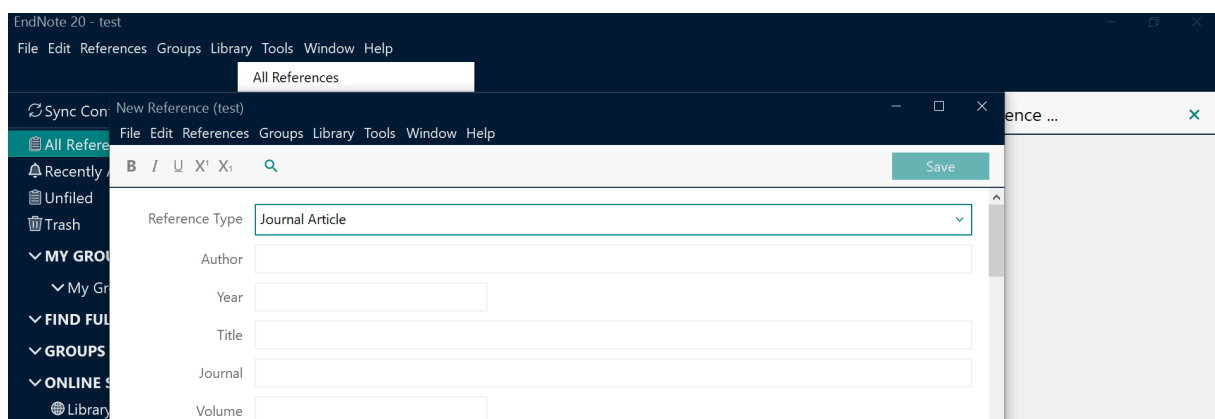 EndNote 20 - test
File Edit References Groups Library Tools Window Help
All References
Sync Con
New Reference (test)
ence ...
File Edit References Groups Library Tools Window Help
All Refere
B I U X¹ X₁
Save
Recently
Unfiled
Reference Type Journal Article
Trash
MY GROU
Author
My Gr
Year
FIND FUL
Title
GROUPS
Journal
ONLINE S
Library
Volume